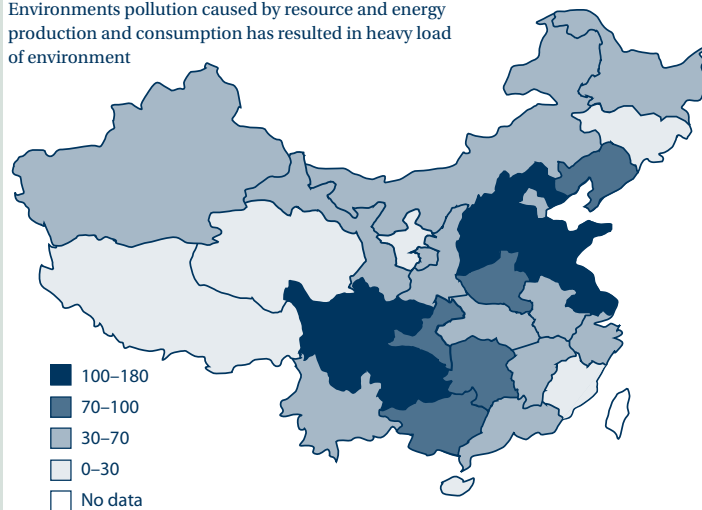 Environments pollution caused by resource and energy
production and consumption has resulted in heavy load
of environment
100–180
70–100
30–70
0–30
No data